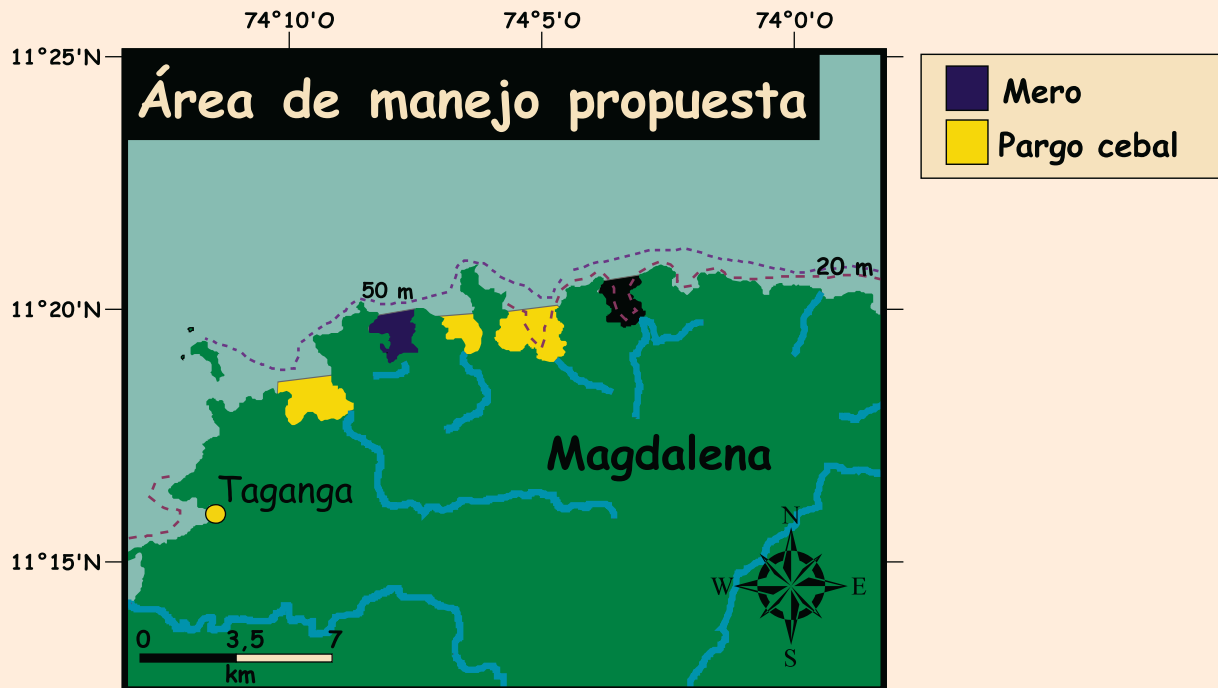 74°10'O 74°5'O 74°0'O
11°25'N
Área de manejo propuesta
Mero
Pargo cebal
20 m
50 m
11°20'N
Magdalena
Taganga
N
11°15'N
W E
S
0 3,5 7
km